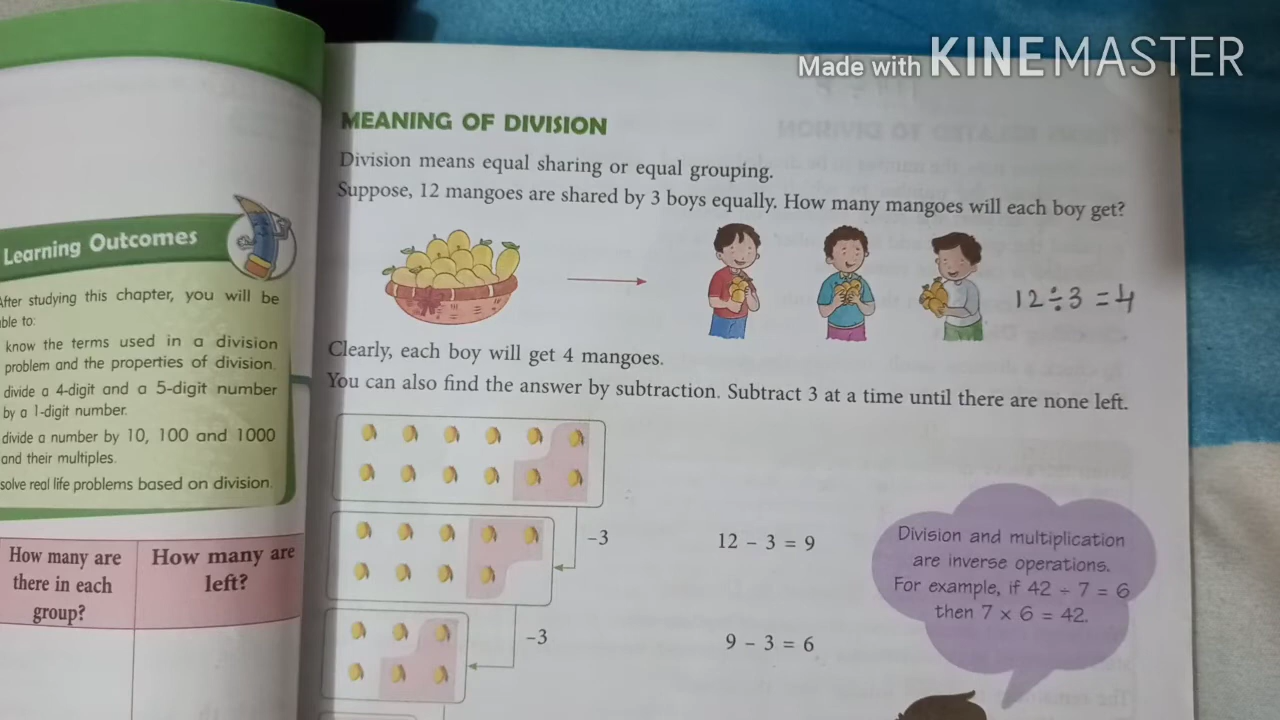 Made with KINEMASTER
Learning Outcomes
After studying this chapter, you will be
able to:
know the terms used in a division
problem and the properties of division.
divide a 4-digit and a 5-digit number
by a 1-digit number.
divide a number by 10, 100 and 1000
and their multiples.
solve real life problems based on division.
How many are
there in each
group?
How many are
left?
MEANING OF DIVISION
Division means equal sharing or equal grouping.
Suppose, 12 mangoes are shared by 3 boys equally. How many mangoes will each boy get?
12 ÷ 3 = 4
Clearly, each boy will get 4 mangoes.
You can also find the answer by subtraction. Subtract 3 at a time until there are none left.
–3
12 – 3 = 9
–3
9 – 3 = 6
Division and multiplication
are inverse operations.
For example, if 42 ÷ 7 = 6
then 7 × 6 = 42.